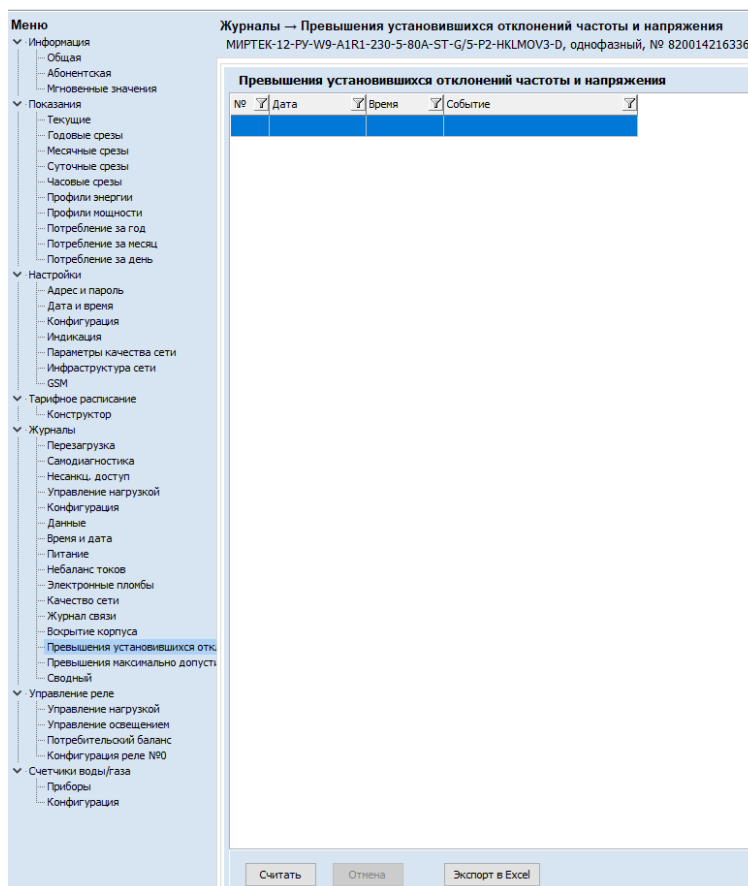 Меню
Информация
Общая
Абонентская
Мгновенные значения
Показания
Текущие
Годовые срезы
Месячные срезы
Суточные срезы
Часовые срезы
Профили энергии
Профили мощности
Потребление за год
Потребление за месяц
Потребление за день
Настройки
Адрес и пароль
Дата и время
Конфигурация
Индикация
Параметры качества сети
Инфраструктура сети
GSM
Тарифное расписание
Конструктор
Журналы
Перезагрузка
Самодиагностика
Несанкц. доступ
Управление нагрузкой
Конфигурация
Данные
Время и дата
Питание
Небаланс токов
Электронные пломбы
Качество сети
Журнал связи
Вскрытие корпуса
Превышения установившихся отк.
Превышения максимально допусти
Сводный
Управление реле
Управление нагрузкой
Управление освещением
Потребительский баланс
Конфигурация реле №0
Счетчики воды/газа
Приборы
Конфигурация
Журналы → Превышения установившихся отклонений частоты и напряжения
МИРТЕК-12-РУ-W9-A1R1-230-5-80A-ST-G/5-P2-HKLMOV3-D, однофазный, № 820014216336
Превышения установившихся отклонений частоты и напряжения
№ Дата Время Событие
Считать Отмена Экспорт в Excel